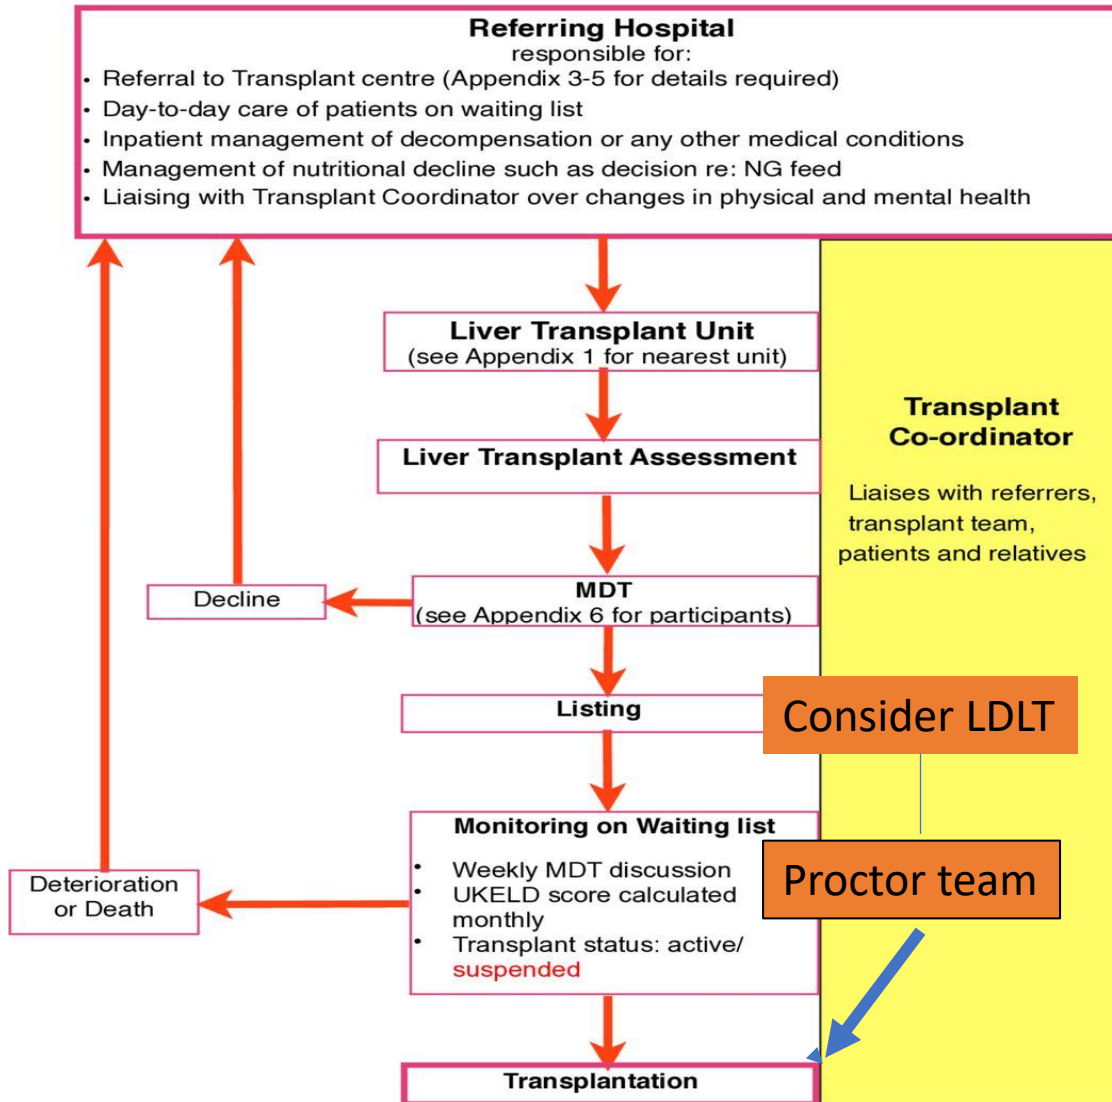 Referring Hospital
responsible for:
• Referral to Transplant centre (Appendix 3-5 for details required)
• Day-to-day care of patients on waiting list
• Inpatient management of decompensation or any other medical conditions
• Management of nutritional decline such as decision re: NG feed
• Liaising with Transplant Coordinator over changes in physical and mental health
Liver Transplant Unit
(see Appendix 1 for nearest unit)
Transplant
Co-ordinator
Liaises with referrers,
transplant team,
patients and relatives
Liver Transplant Assessment
MDT
(see Appendix 6 for participants)
Decline
Listing
Consider LDLT
Monitoring on Waiting list
• Weekly MDT discussion
• UKELD score calculated
monthly
• Transplant status: active/
suspended
Proctor team
Deterioration
or Death
Transplantation